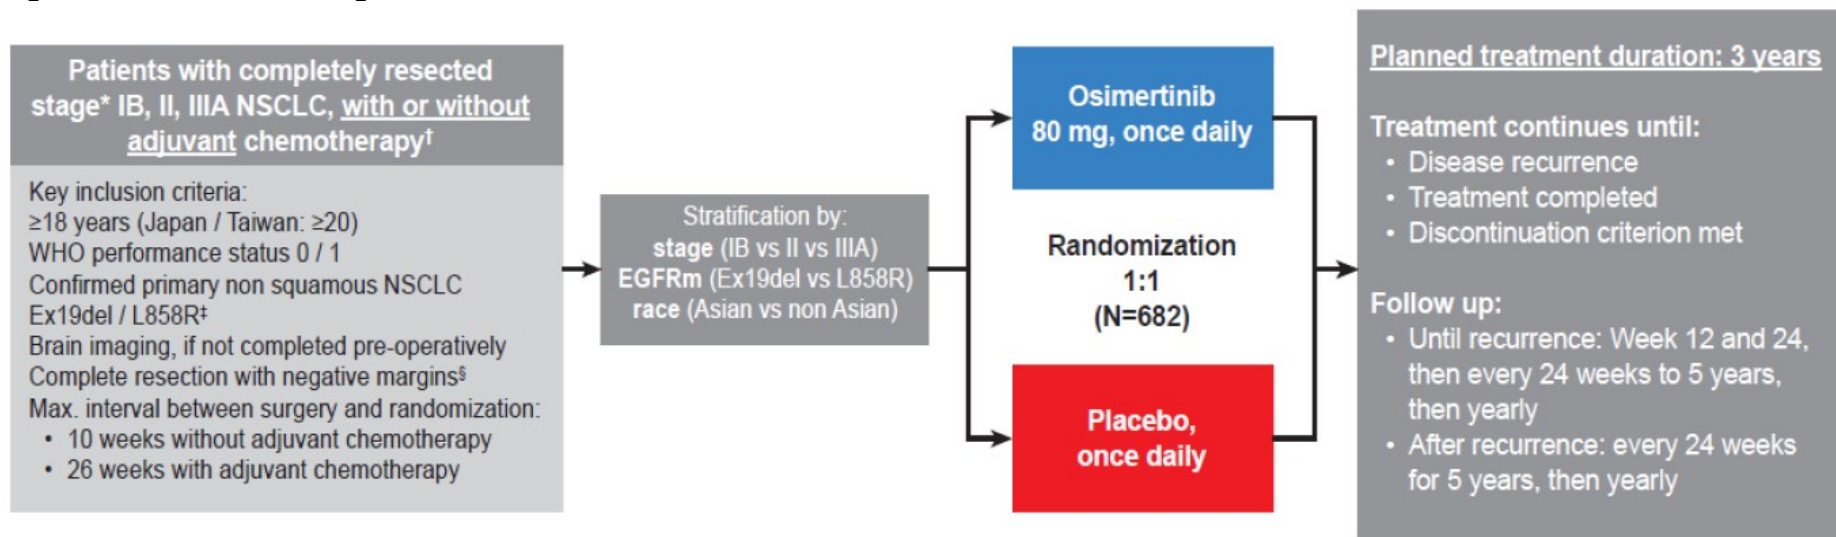 Patients with completely resected
stage* IB, II, IIIA NSCLC, with or without
adjuvant chemotherapy†
Key inclusion criteria:
≥18 years (Japan / Taiwan: ≥20)
WHO performance status 0 / 1
Confirmed primary non squamous NSCLC
Ex19del / L858R‡
Brain imaging, if not completed pre-operatively
Complete resection with negative margins§
Max. interval between surgery and randomization:
• 10 weeks without adjuvant chemotherapy
• 26 weeks with adjuvant chemotherapy
Stratification by:
stage (IB vs II vs IIIA)
EGFRm (Ex19del vs L858R)
race (Asian vs non Asian)
Osimertinib
80 mg, once daily
Randomization
1:1
(N=682)
Placebo,
once daily
Planned treatment duration: 3 years
Treatment continues until:
• Disease recurrence
• Treatment completed
• Discontinuation criterion met
Follow up:
• Until recurrence: Week 12 and 24,
then every 24 weeks to 5 years,
then yearly
• After recurrence: every 24 weeks
for 5 years, then yearly